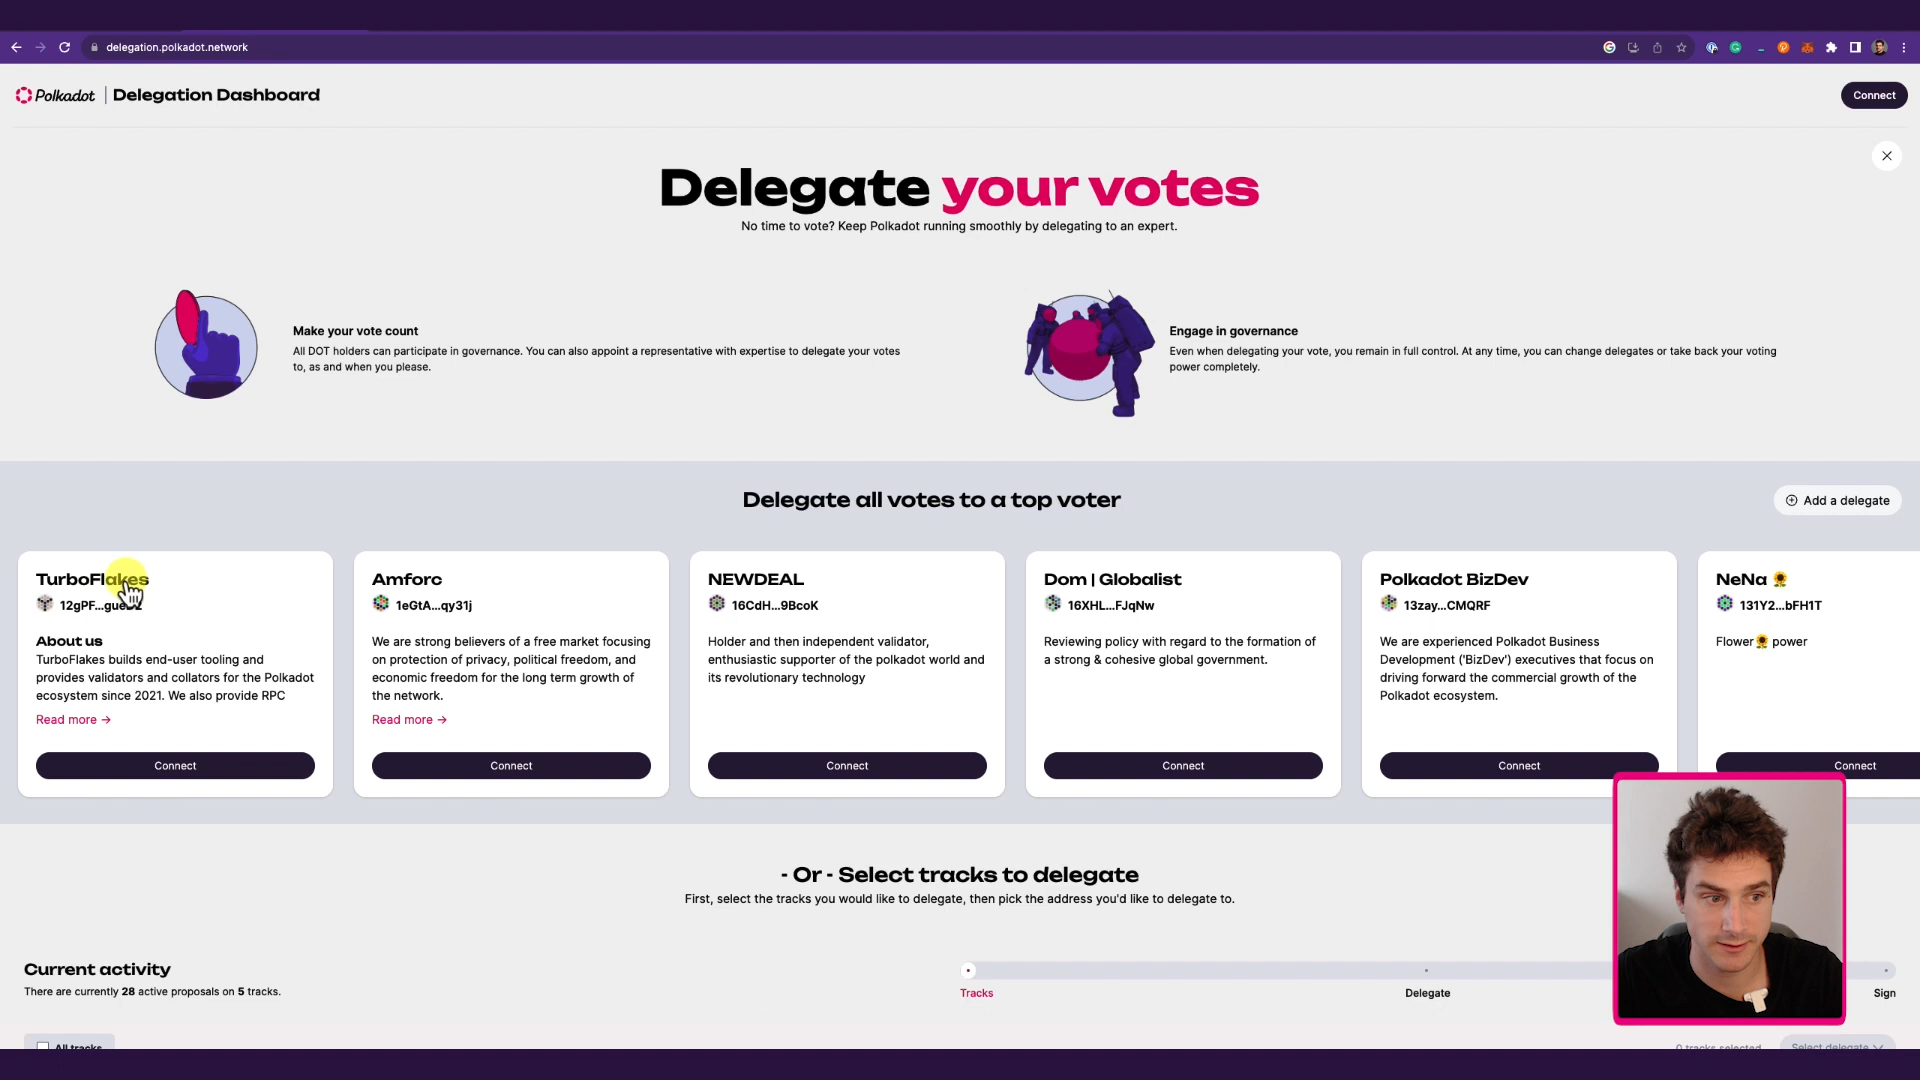 delegation.polkadot.network
Polkadot | Delegation Dashboard
Connect
Delegate your votes
No time to vote? Keep Polkadot running smoothly by delegating to an expert.
Make your vote count
All DOT holders can participate in governance. You can also appoint a representative with expertise to delegate your votes
to, as and when you please.
Engage in governance
Even when delegating your vote, you remain in full control. At any time, you can change delegates or take back your voting
power completely.
Delegate all votes to a top voter
Add a delegate
TurboFlakes
About us
TurboFlakes builds end-user tooling and
provides validators and collators for the Polkadot
ecosystem since 2021. We also provide RPC
Read more →
Connect
Amforc
1eGtA...qy31j
We are strong believers of a free market focusing
on protection of privacy, political freedom, and
economic freedom for the long term growth of
the network.
Read more →
Connect
NEWDEAL
16CdH...9BcoK
Holder and then independent validator,
enthusiastic supporter of the polkadot world and
its revolutionary technology
Connect
Dom | Globalist
16XHL...FJqNw
Reviewing policy with regard to the formation of
a strong & cohesive global government.
Connect
Polkadot BizDev
13zay...CMQRF
We are experienced Polkadot Business
Development ('BizDev') executives that focus on
driving forward the commercial growth of the
Polkadot ecosystem.
Connect
NeNa 🌻
131Y2...bFH1T
Flower🌻 power
Connect
- Or - Select tracks to delegate
First, select the tracks you would like to delegate, then pick the address you'd like to delegate to.
Current activity
There are currently 28 active proposals on 5 tracks.
Tracks
Delegate
Sign
All tracks
0 tracks selected
Select delegate